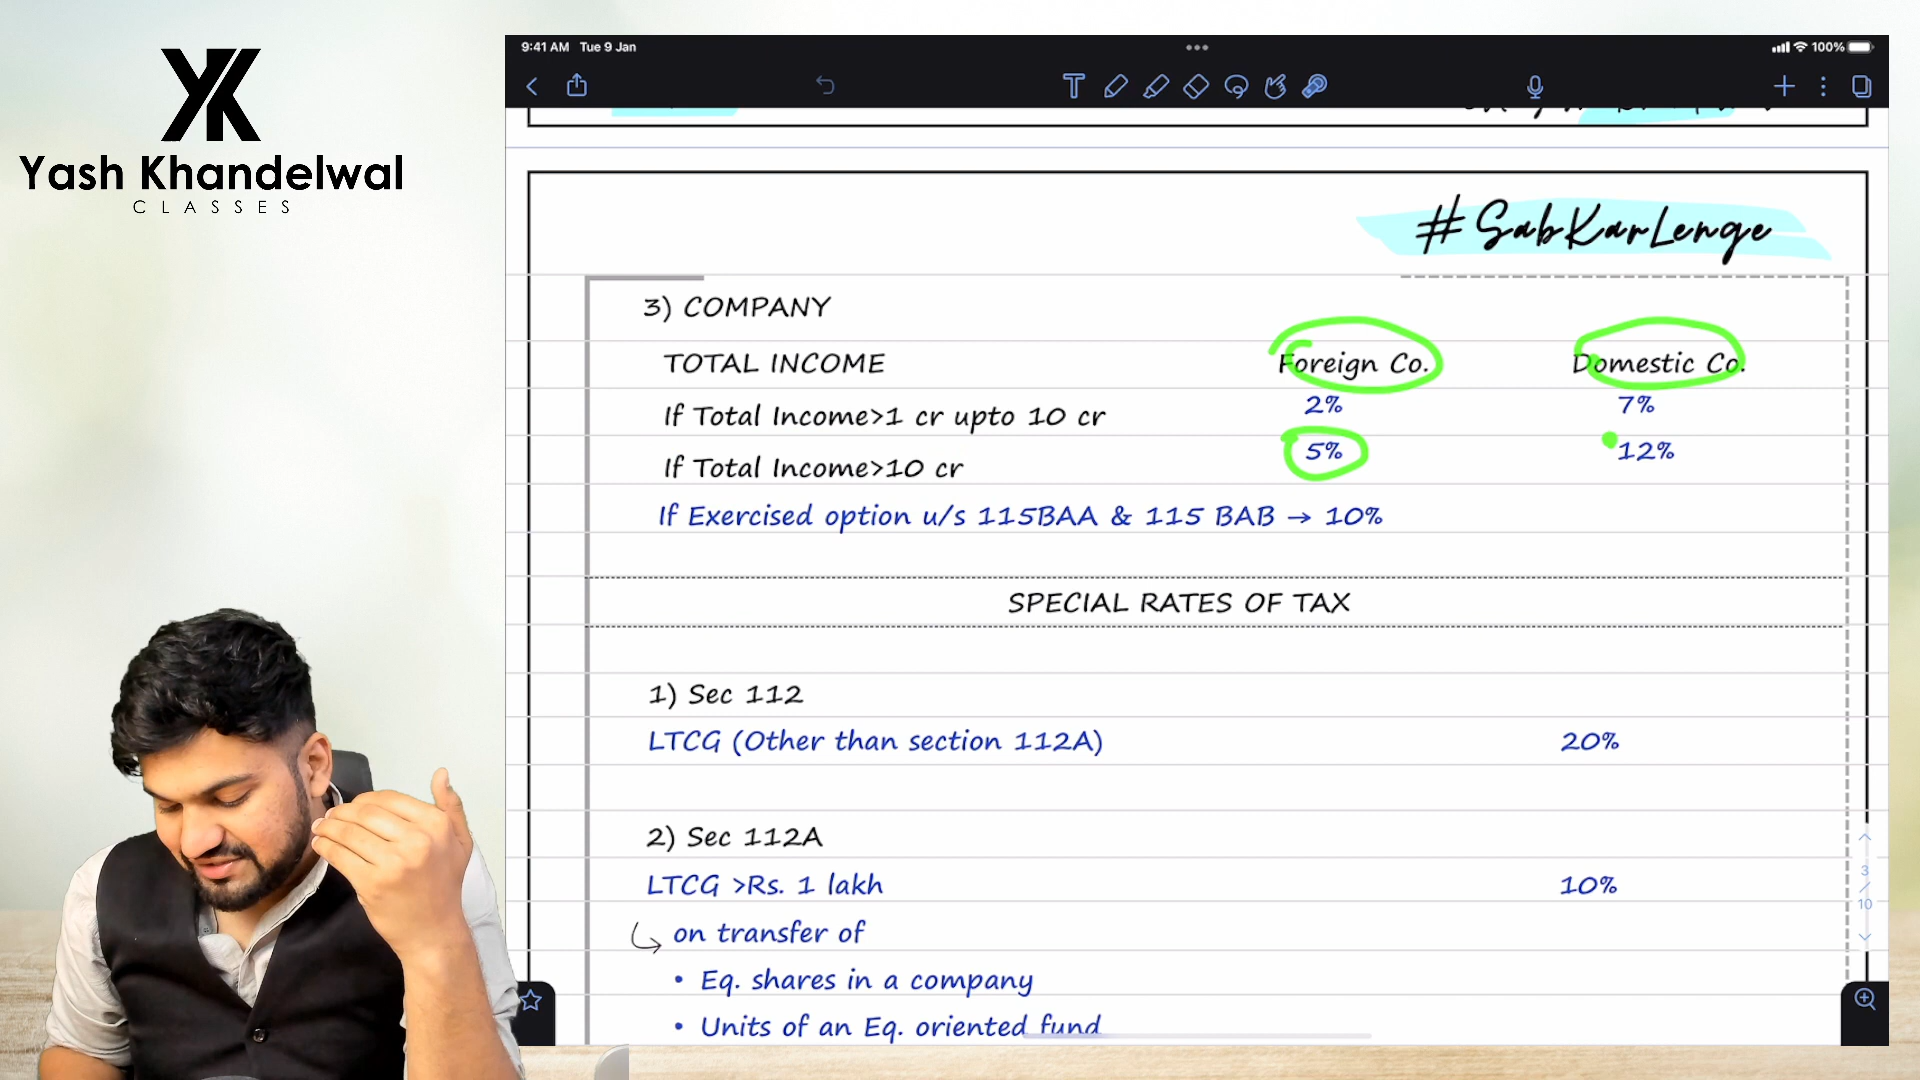 Yash Khandelwal
CLASSES
9:41 AM Tue 9 Jan
100%
#SabKarLenge
3) COMPANY
TOTAL INCOME Foreign Co. Domestic Co.
If Total Income>1 cr upto 10 cr 2% 7%
If Total Income>10 cr 5% 12%
If Exercised option u/s 115BAA & 115 BAB → 10%
SPECIAL RATES OF TAX
1) Sec 112
LTCG (Other than section 112A) 20%
2) Sec 112A
LTCG >Rs. 1 lakh 10%
on transfer of
• Eq. shares in a company
• Units of an Eq. oriented fund
3
/
10